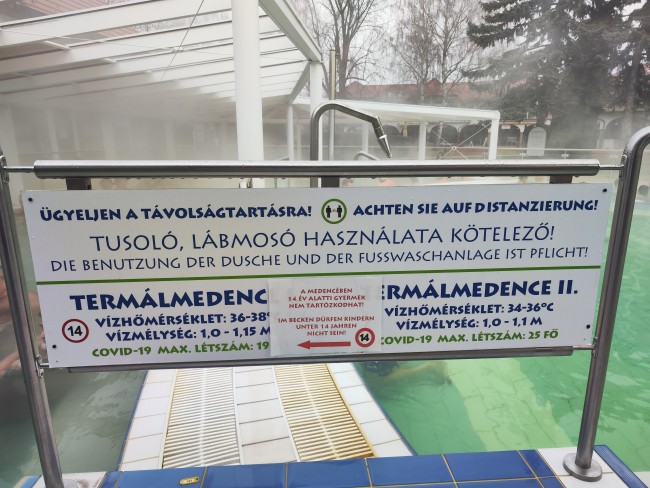 ÜGYELJEN A TÁVOLSÁGTARTÁSRA! ACHTEN SIE AUF DISTANZIERUNG!
TUSOLÓ, LÁBMOSÓ HASZNÁLATA KÖTELEZŐ!
DIE BENUTZUNG DER DUSCHE UND DER FUSSWASCHANLAGE IST PFLICHT!
TERMÁLMEDENCE
VÍZHŐMÉRSÉKLET: 36-38
VÍZMÉLYSÉG: 1,0 - 1,15
COVID-19 MAX. LÉTSZÁM: 19
14
A MEDENCÉBEN
14 ÉV ALATTI GYERMEK
NEM TARTÓZKODHAT!
IM BECKEN DÜRFEN KINDERN
UNTER 14 JAHREN
NICHT SEIN!
14
TERMÁLMEDENCE II.
VÍZHŐMÉRSÉKLET: 34-36°C
VÍZMÉLYSÉG: 1,0 - 1,1 M
COVID-19 MAX. LÉTSZÁM: 25 FŐ